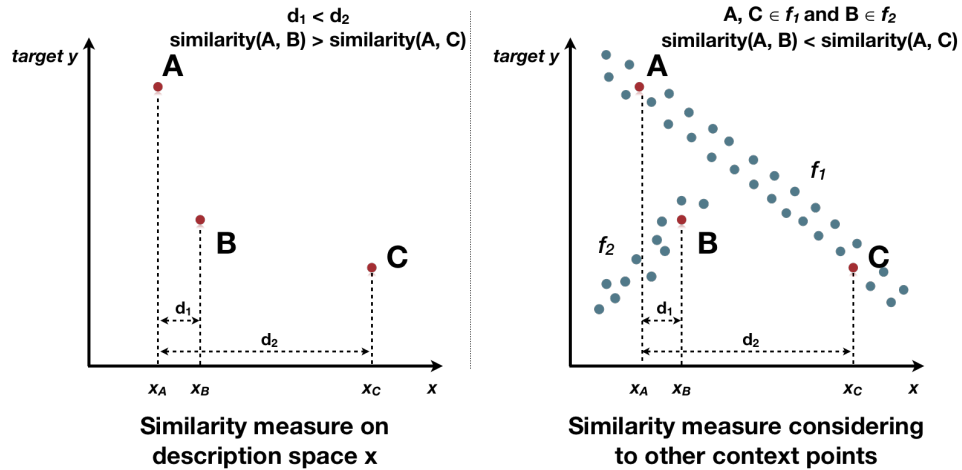 d₁ < d₂
similarity(A, B) > similarity(A, C)
target y
A
B
C
d₁
d₂
x_A x_B x_C x
Similarity measure on
description space x
A, C ∈ f₁ and B ∈ f₂
similarity(A, B) < similarity(A, C)
target y
A
f₁
f₂
B
C
d₁
d₂
x_A x_B x_C x
Similarity measure considering
to other context points